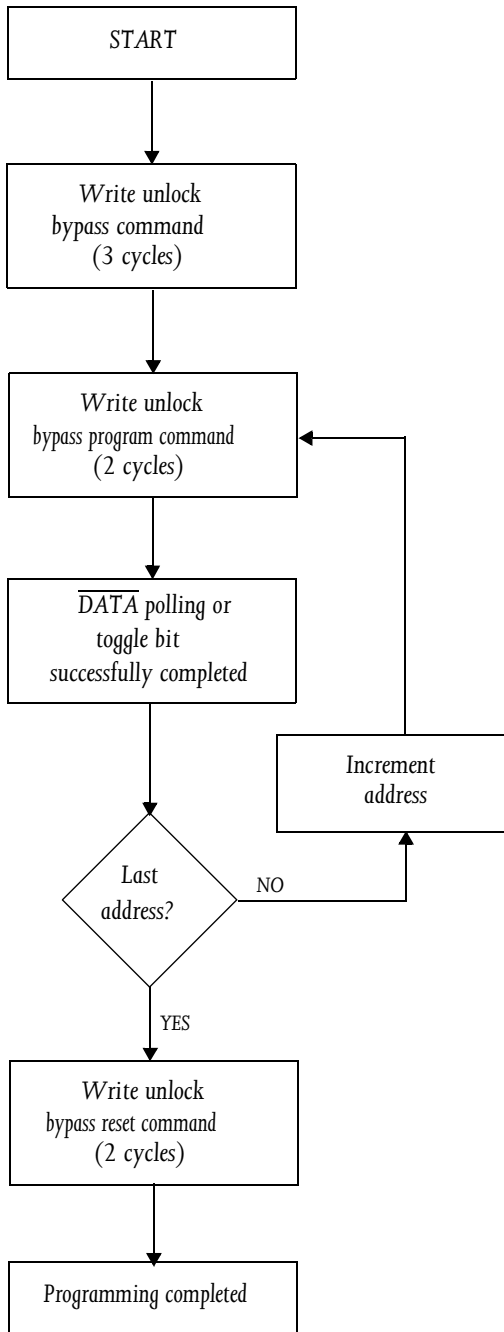 START
Write unlock
bypass command
(3 cycles)
Write unlock
bypass program command
(2 cycles)
DATA polling or
toggle bit
successfully completed
Increment
address
Last
address?
NO
YES
Write unlock
bypass reset command
(2 cycles)
Programming completed